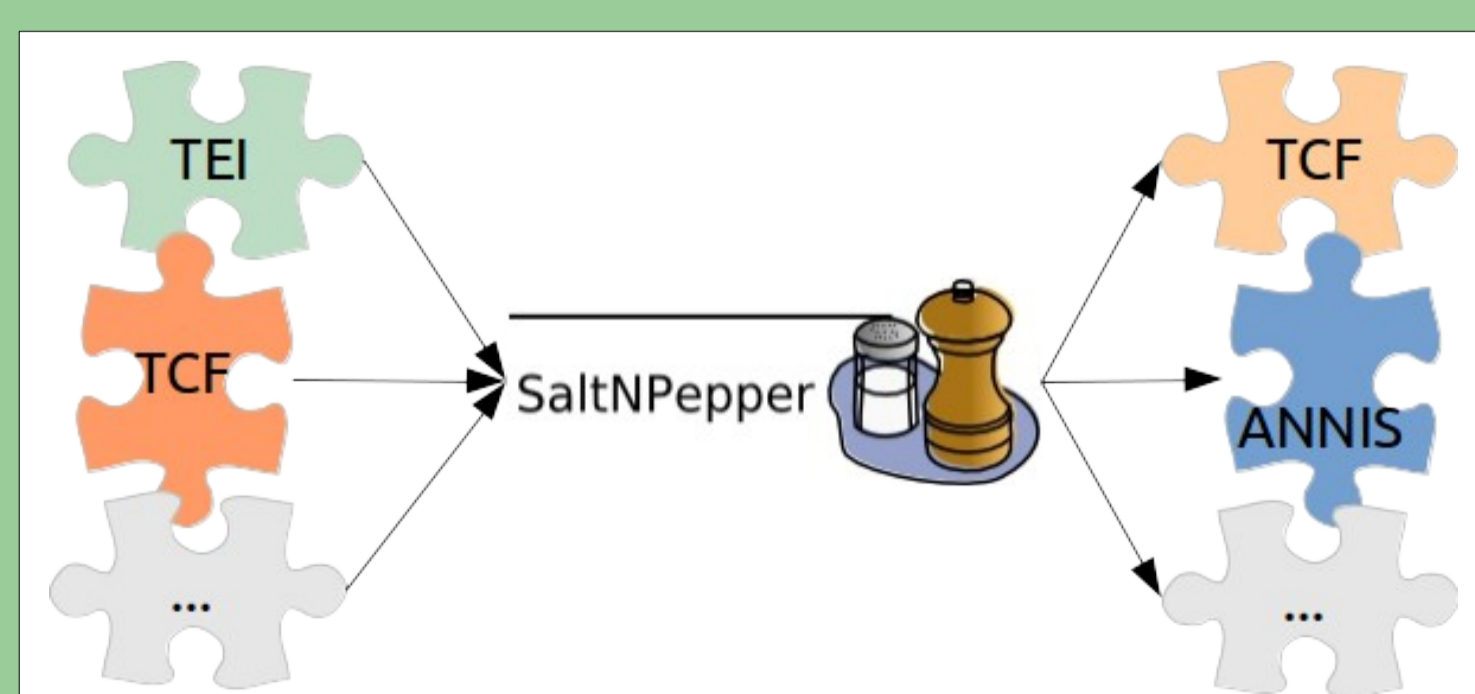 TEI
TCF
...
SaltNPepper
TCF
ANNIS
...